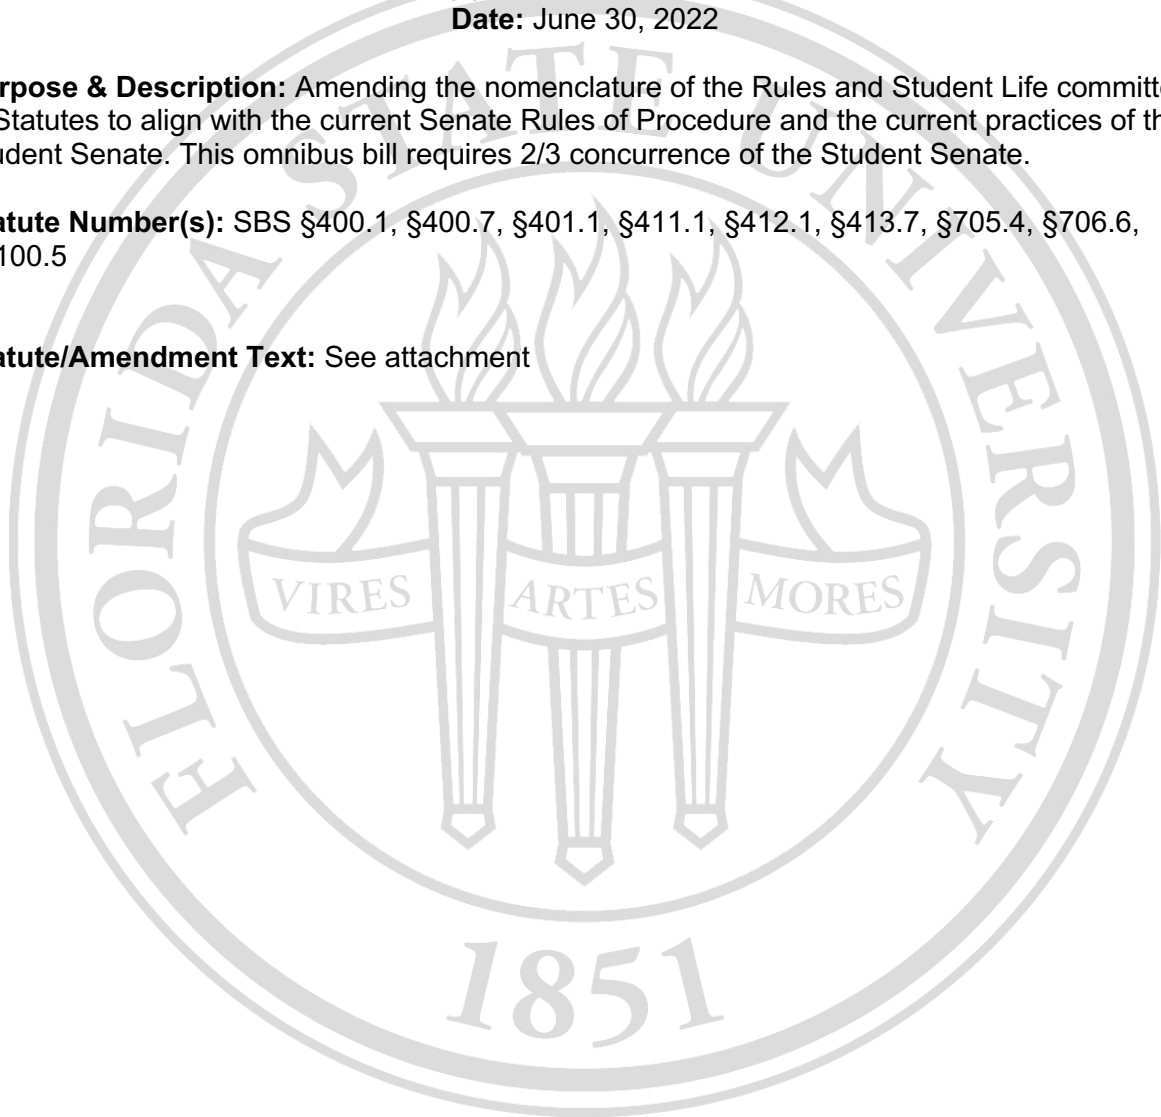 Date: June 30, 2022
rpose & Description: Amending the nomenclature of the Rules and Student Life committ
Statutes to align with the current Senate Rules of Procedure and the current practices of th
udent Senate. This omnibus bill requires 2/3 concurrence of the Student Senate.
atute Number(s): SBS §400.1, §400.7, §401.1, §411.1, §412.1, §413.7, §705.4, §706.6,
100.5
atute/Amendment Text: See attachment
FLORIDA STATE UNIVERSITY
VIRES ARTES MORES
1851